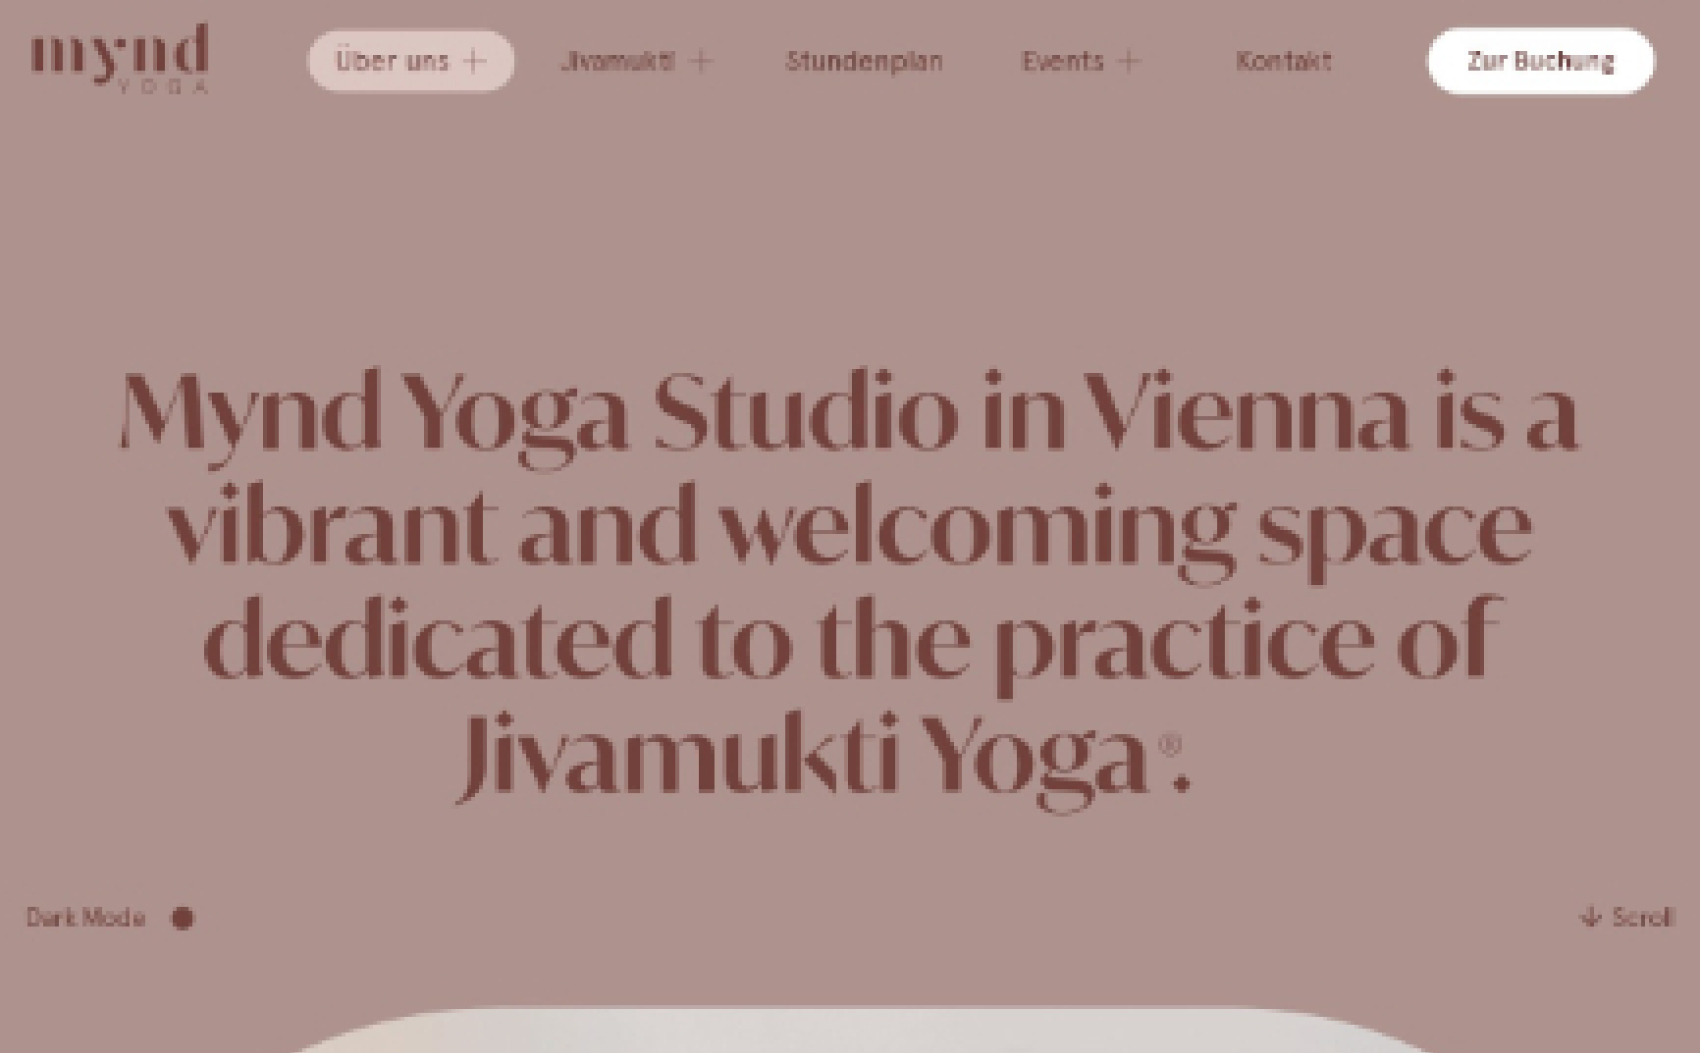 mynd
YOGA
Über uns +
Jivamukti +
Stundenplan
Events +
Kontakt
Zur Buchung
Mynd Yoga Studio in Vienna is a
vibrant and welcoming space
dedicated to the practice of
Jivamukti Yoga®.
Dark Mode
↓ Scroll